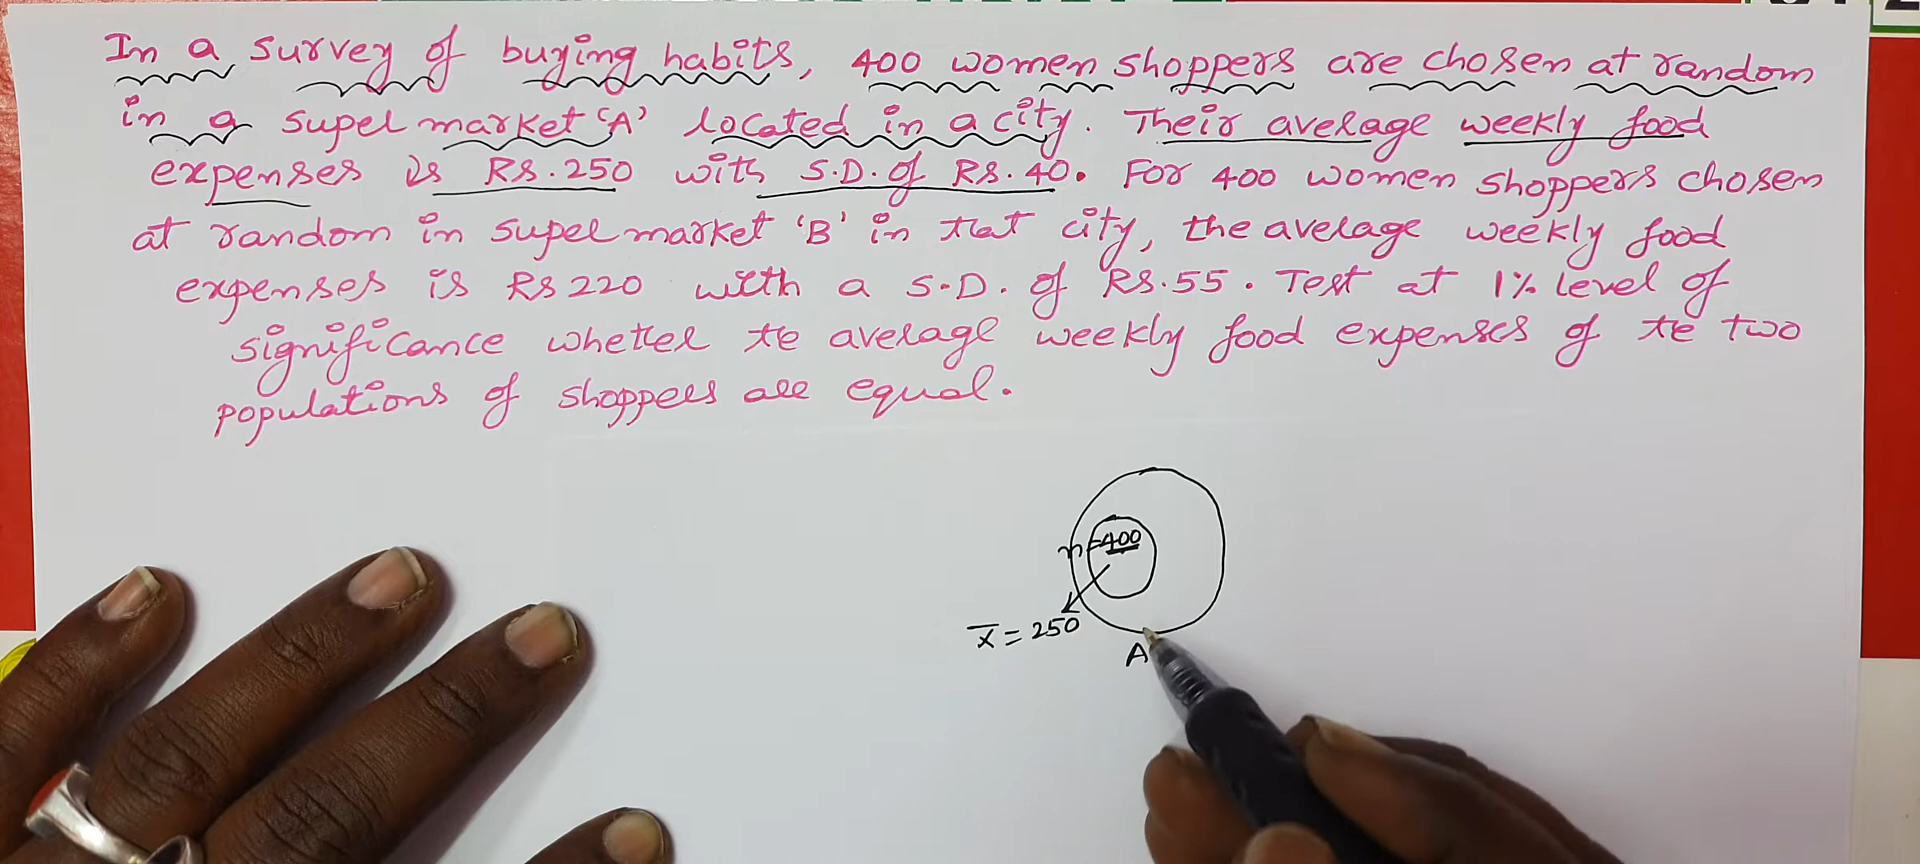 In a survey of buying habits, 400 women shoppers are chosen at random
in a super market 'A' located in a city. Their average weekly food
expenses is Rs.250 with S.D. of Rs.40. For 400 women shoppers chosen
at random in super market 'B' in that city, the average weekly food
expenses is Rs 220 with a S.D. of Rs.55. Test at 1% level of
significance whether the average weekly food expenses of the two
populations of shoppers are equal.
n=400
x̄ = 250
A